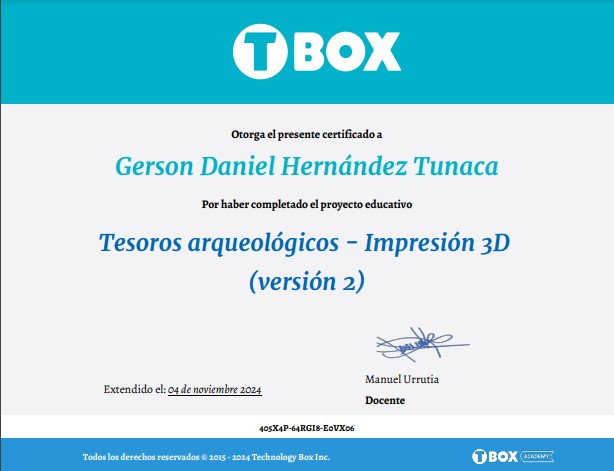 TBOX
Otorga el presente certificado a
Gerson Daniel Hernández Tunaca
Por haber completado el proyecto educativo
Tesoros arqueológicos - Impresión 3D
(versión 2)
Manuel Urrutia
Extendido el: 04 de noviembre 2024
Docente
405X4P-64RGI8-E0VX06
Todos los derechos reservados © 2015 - 2024 Technology Box Inc.
TBOX ACADEMY